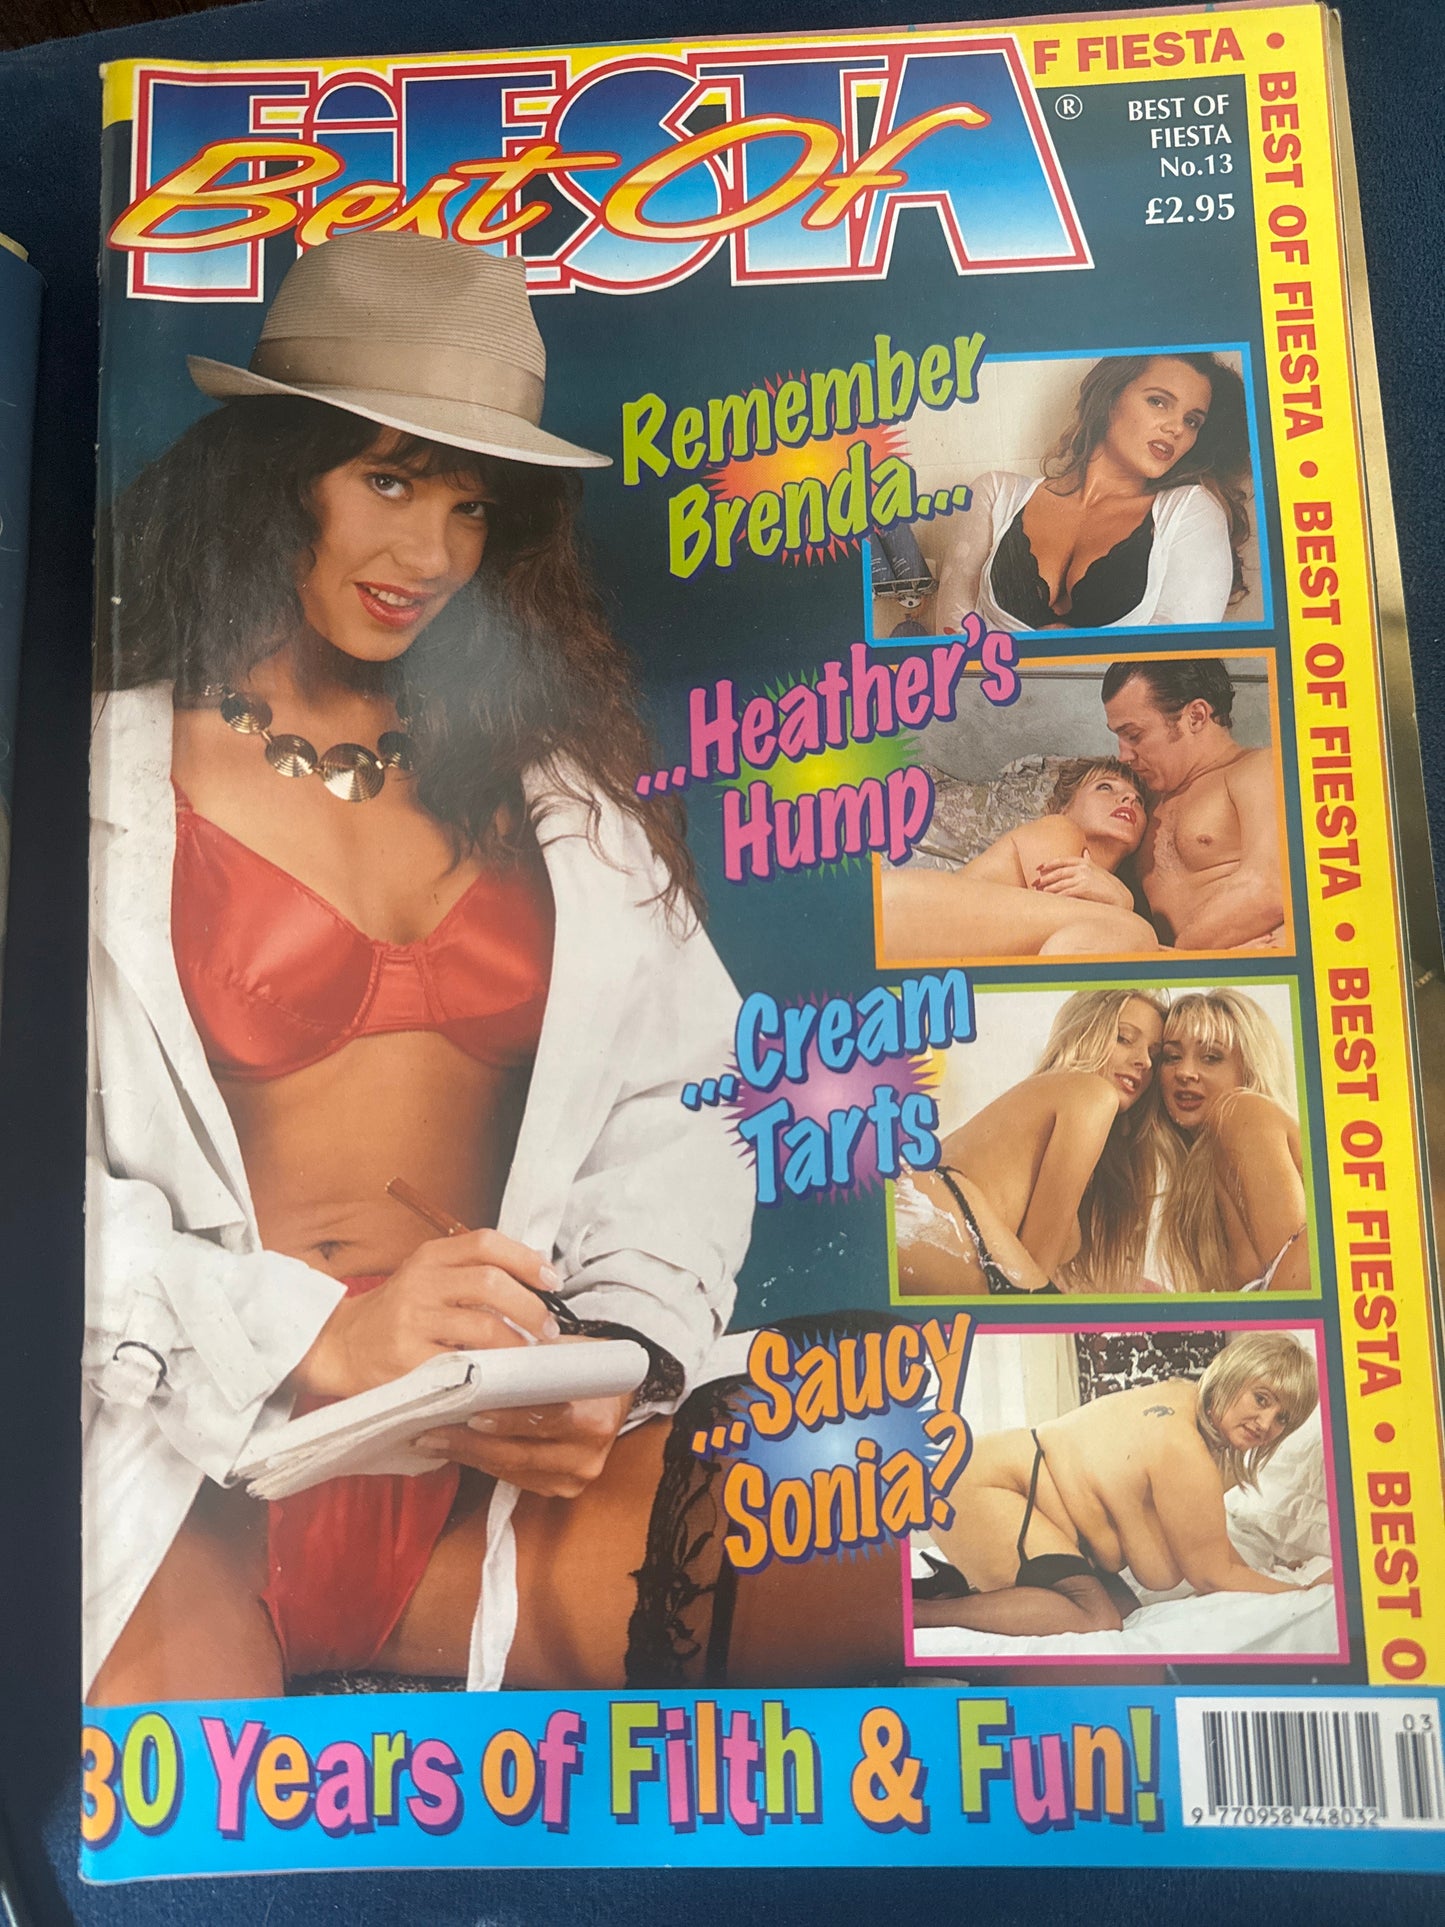 Best Of
FiESTA ®
F FIESTA •
BEST OF FIESTA • BEST OF FIESTA • BEST OF FIESTA • BEST O
BEST OF
FIESTA
No.13
£2.95
Remember
Brenda...
...Heather's
Hump
...Cream
Tarts
...Saucy
Sonia?
30 Years of Filth & Fun!
03
9 770958 448032